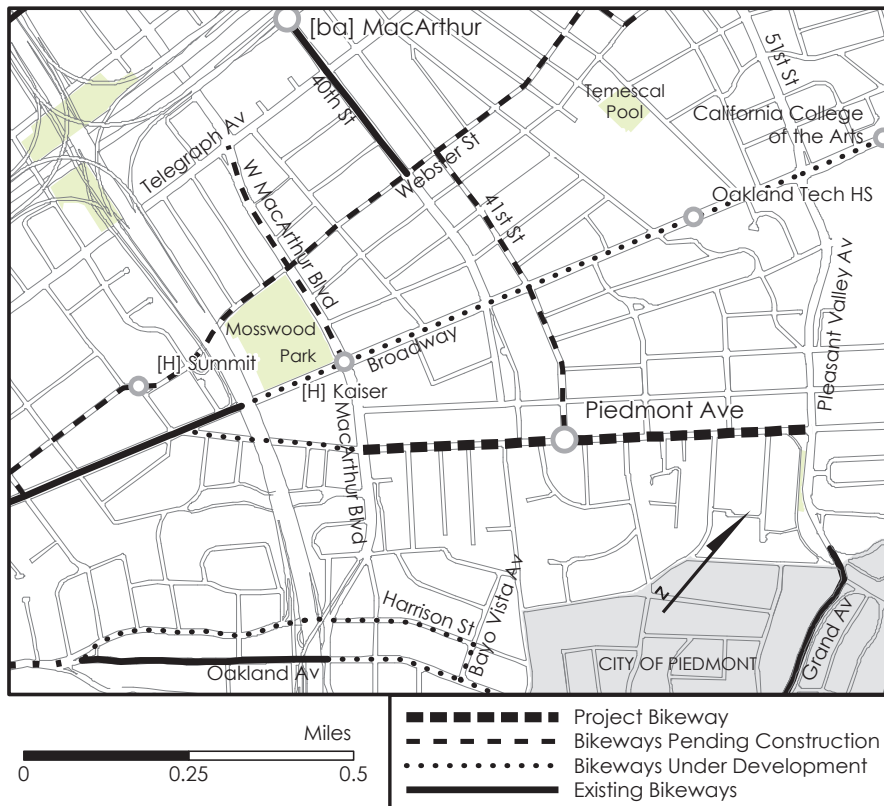 [ba] MacArthur
40th St
51st St
Temescal
Pool
California College
of the Arts
Telegraph Av
W MacArthur Blvd
Webster St
Oakland Tech HS
41st St
Mosswood
Park
Broadway
Pleasant Valley Av
[H] Summit
[H] Kaiser
Piedmont Ave
MacArthur Blvd
Harrison St
Bayo Vista Av
N
CITY OF PIEDMONT
Grand Av
Oakland Av
Miles
0 0.25 0.5
Project Bikeway
Bikeways Pending Construction
Bikeways Under Development
Existing Bikeways